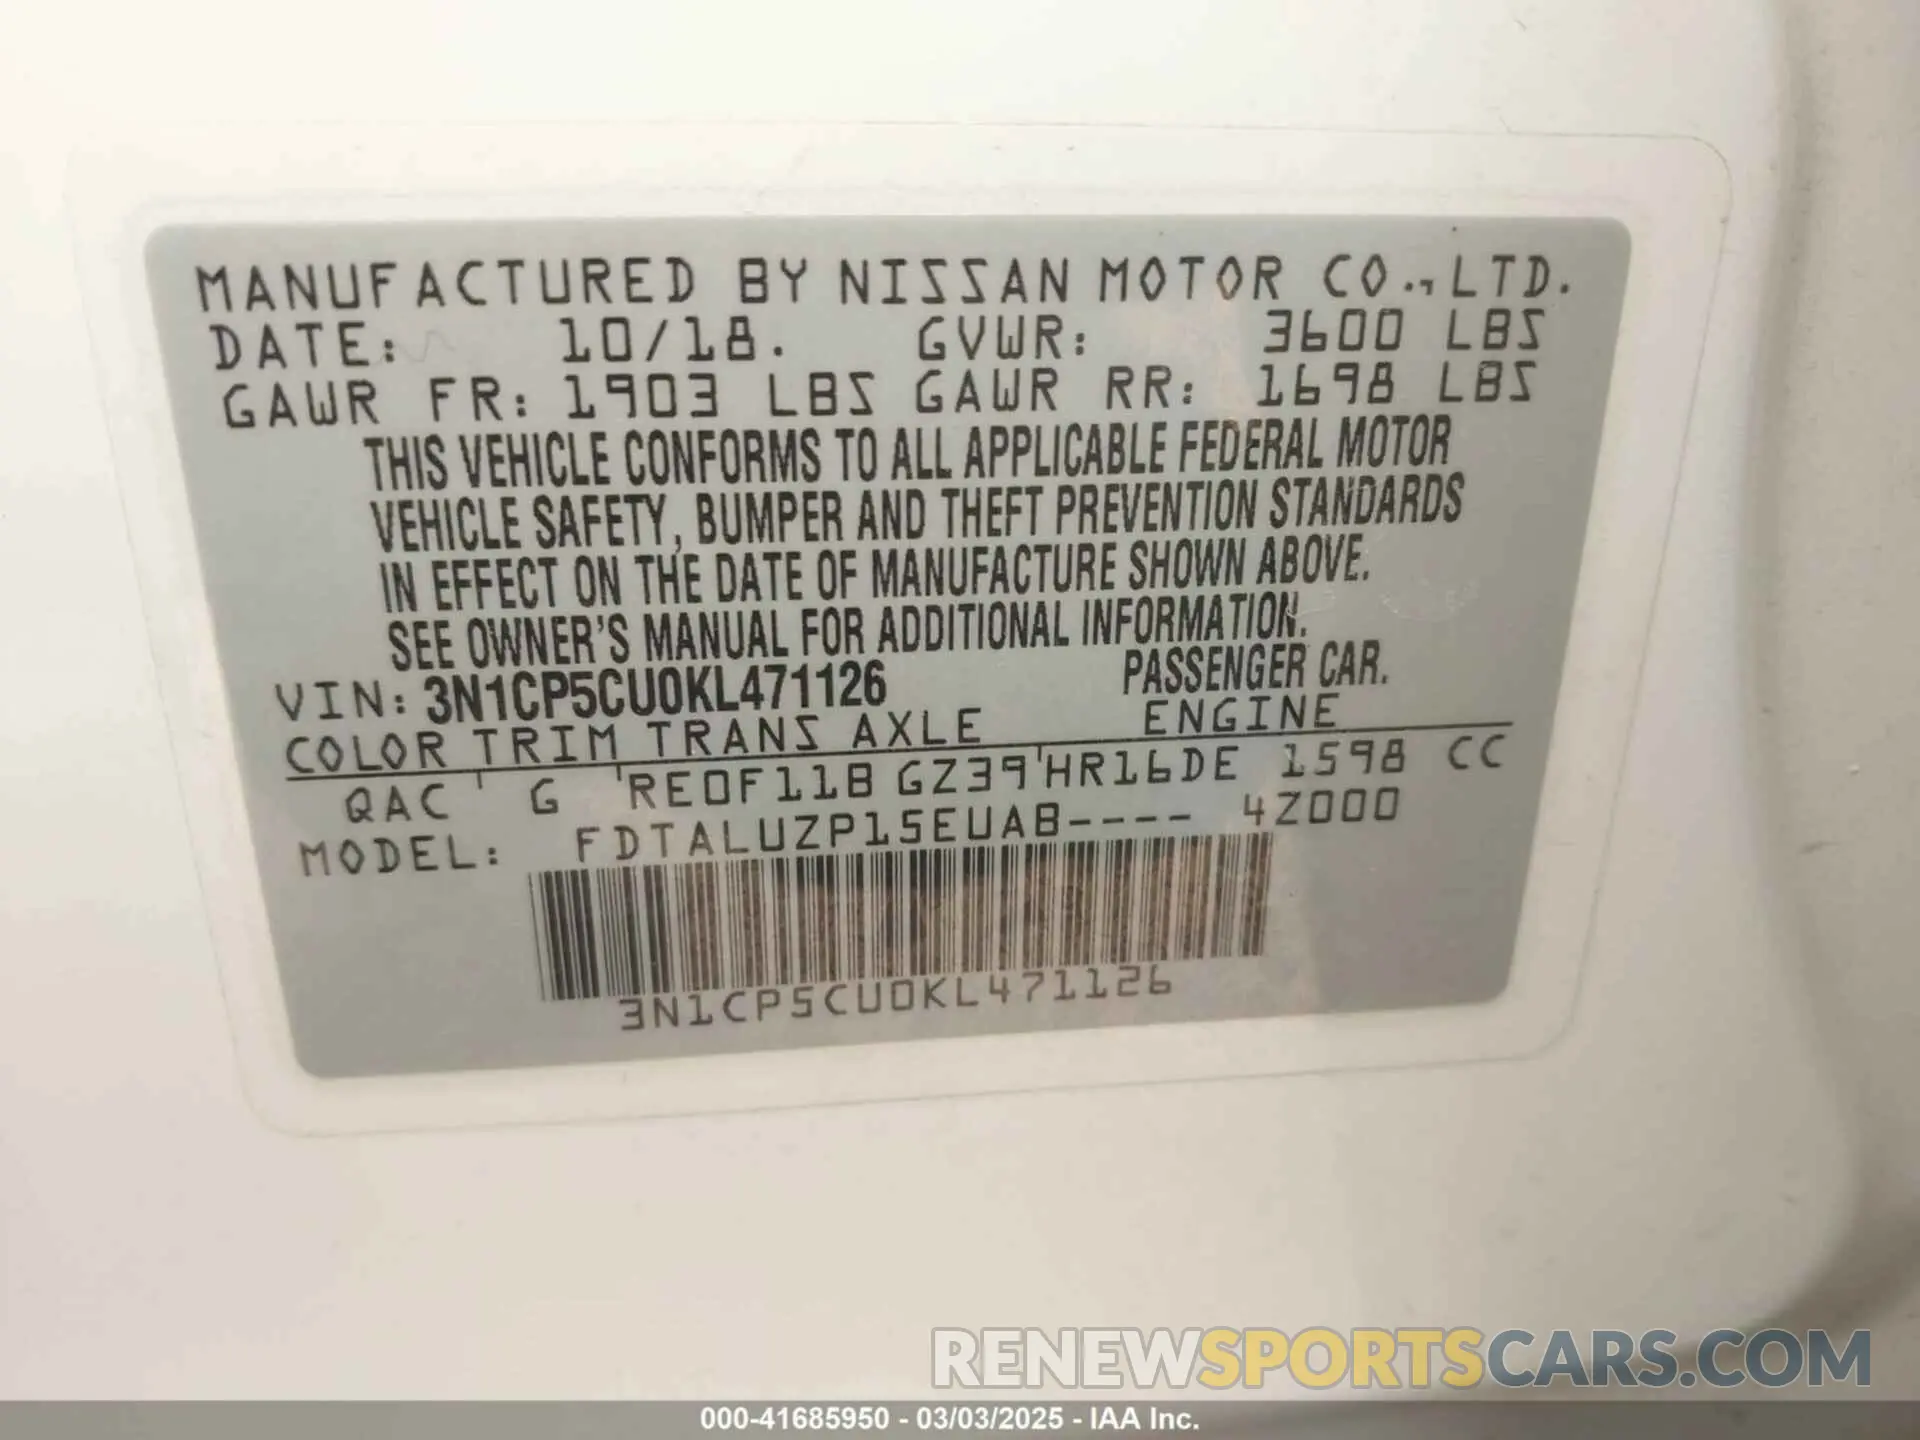 MANUFACTURED BY NISSAN MOTOR CO., LTD.
DATE: 10/18. GVWR: 3600 LBS
GAWR FR: 1903 LBS GAWR RR: 1698 LBS
THIS VEHICLE CONFORMS TO ALL APPLICABLE FEDERAL MOTOR
VEHICLE SAFETY, BUMPER AND THEFT PREVENTION STANDARDS
IN EFFECT ON THE DATE OF MANUFACTURE SHOWN ABOVE.
SEE OWNER'S MANUAL FOR ADDITIONAL INFORMATION.
VIN: 3N1CP5CU0KL471126 PASSENGER CAR.
COLOR TRIM TRANS AXLE ENGINE
QAC G RE0F11B GZ39 HR16DE 1598 CC
MODEL: FDTALUZP15EUAB---- 4Z000
3N1CP5CU0KL471126
RENEWSPORTSCARS.COM
000-41685950 - 03/03/2025 - IAA Inc.